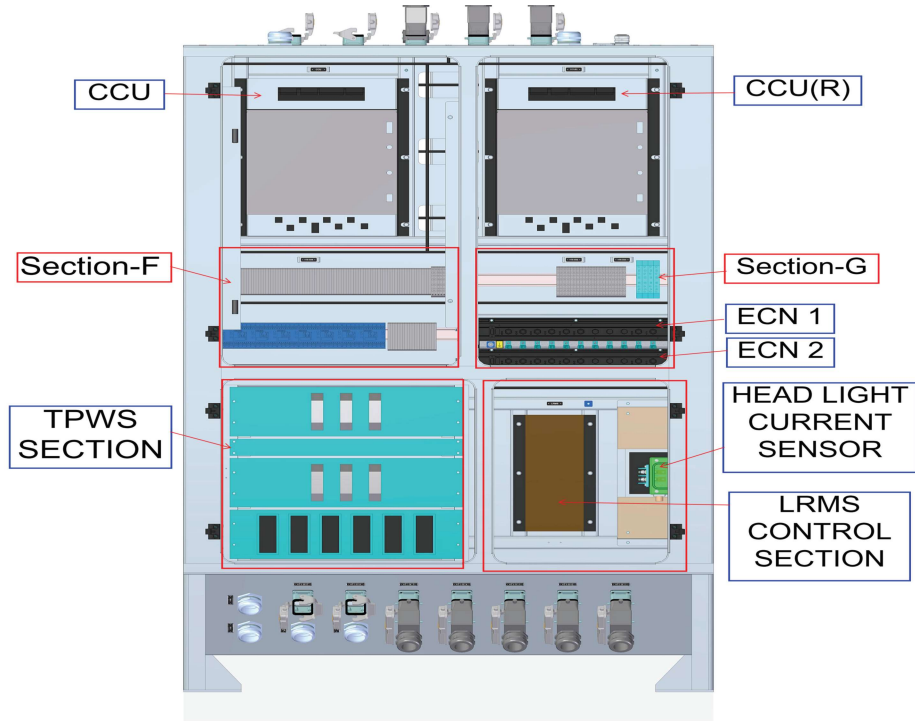 CCU
CCU(R)
Section-F
Section-G
ECN 1
ECN 2
TPWS
SECTION
HEAD LIGHT
CURRENT
SENSOR
LRMS
CONTROL
SECTION